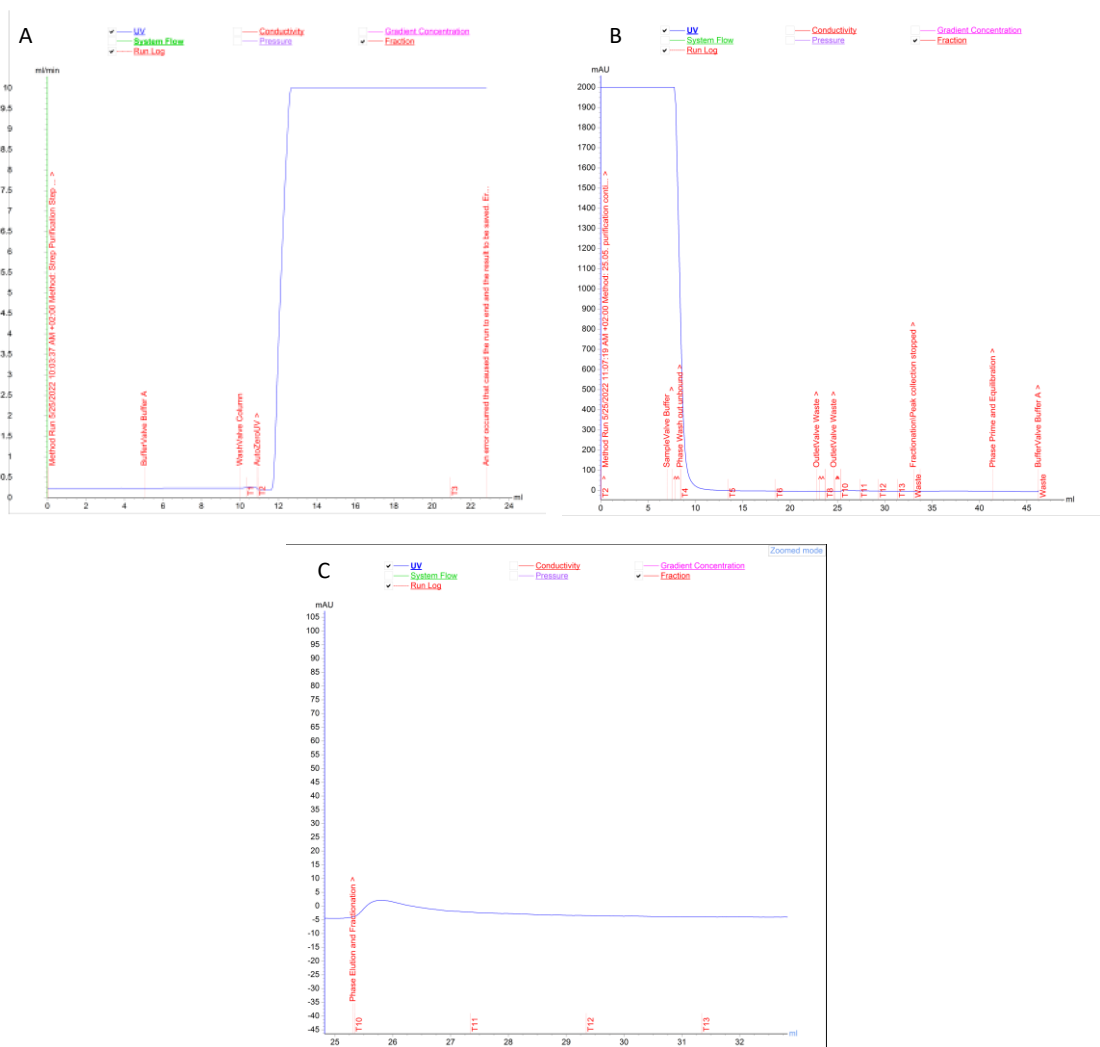 A
UV
Conductivity
Gradient Concentration
System Flow
Pressure
Fraction
Run Log
ml/min
10
9.5
9
8.5
8
7.5
7
6.5
6
5.5
5
4.5
4
3.5
3
2.5
2
1.5
1
0.5
0
Method Run 5/25/2022 10:03:37 AM +02:00 Method: Strep Purification Step ... >
BufferValve Buffer A
WashValve Column
AutoZeroUV >
An error occurred that caused the run to end and the result to be saved. Er...
T1
T2
T3
0 2 4 6 8 10 12 14 16 18 20 22 24
ml
B
UV
Conductivity
Gradient Concentration
System Flow
Pressure
Fraction
Run Log
mAU
2000
1900
1800
1700
1600
1500
1400
1300
1200
1100
1000
900
800
700
600
500
400
300
200
100
0
Method Run 5/25/2022 11:07:19 AM +02:00 Method: 25.05. purification conti... >
SampleValve Buffer >
Phase Wash out unbound >
OutletValve Waste >
OutletValve Waste >
Fractionation\Peak collection stopped >
Phase Prime and Equilibration >
BufferValve Buffer A >
T2
T4
T5
T6
T8
T10
T11
T12
T13
Waste
Waste
0 5 10 15 20 25 30 35 40 45
ml
Zoomed mode
C
UV
Conductivity
Gradient Concentration
System Flow
Pressure
Fraction
Run Log
mAU
105
100
95
90
85
80
75
70
65
60
55
50
45
40
35
30
25
20
15
10
5
0
-5
-10
-15
-20
-25
-30
-35
-40
-45
Phase Elution and Fractionation >
T10
T11
T12
T13
25 26 27 28 29 30 31 32
ml